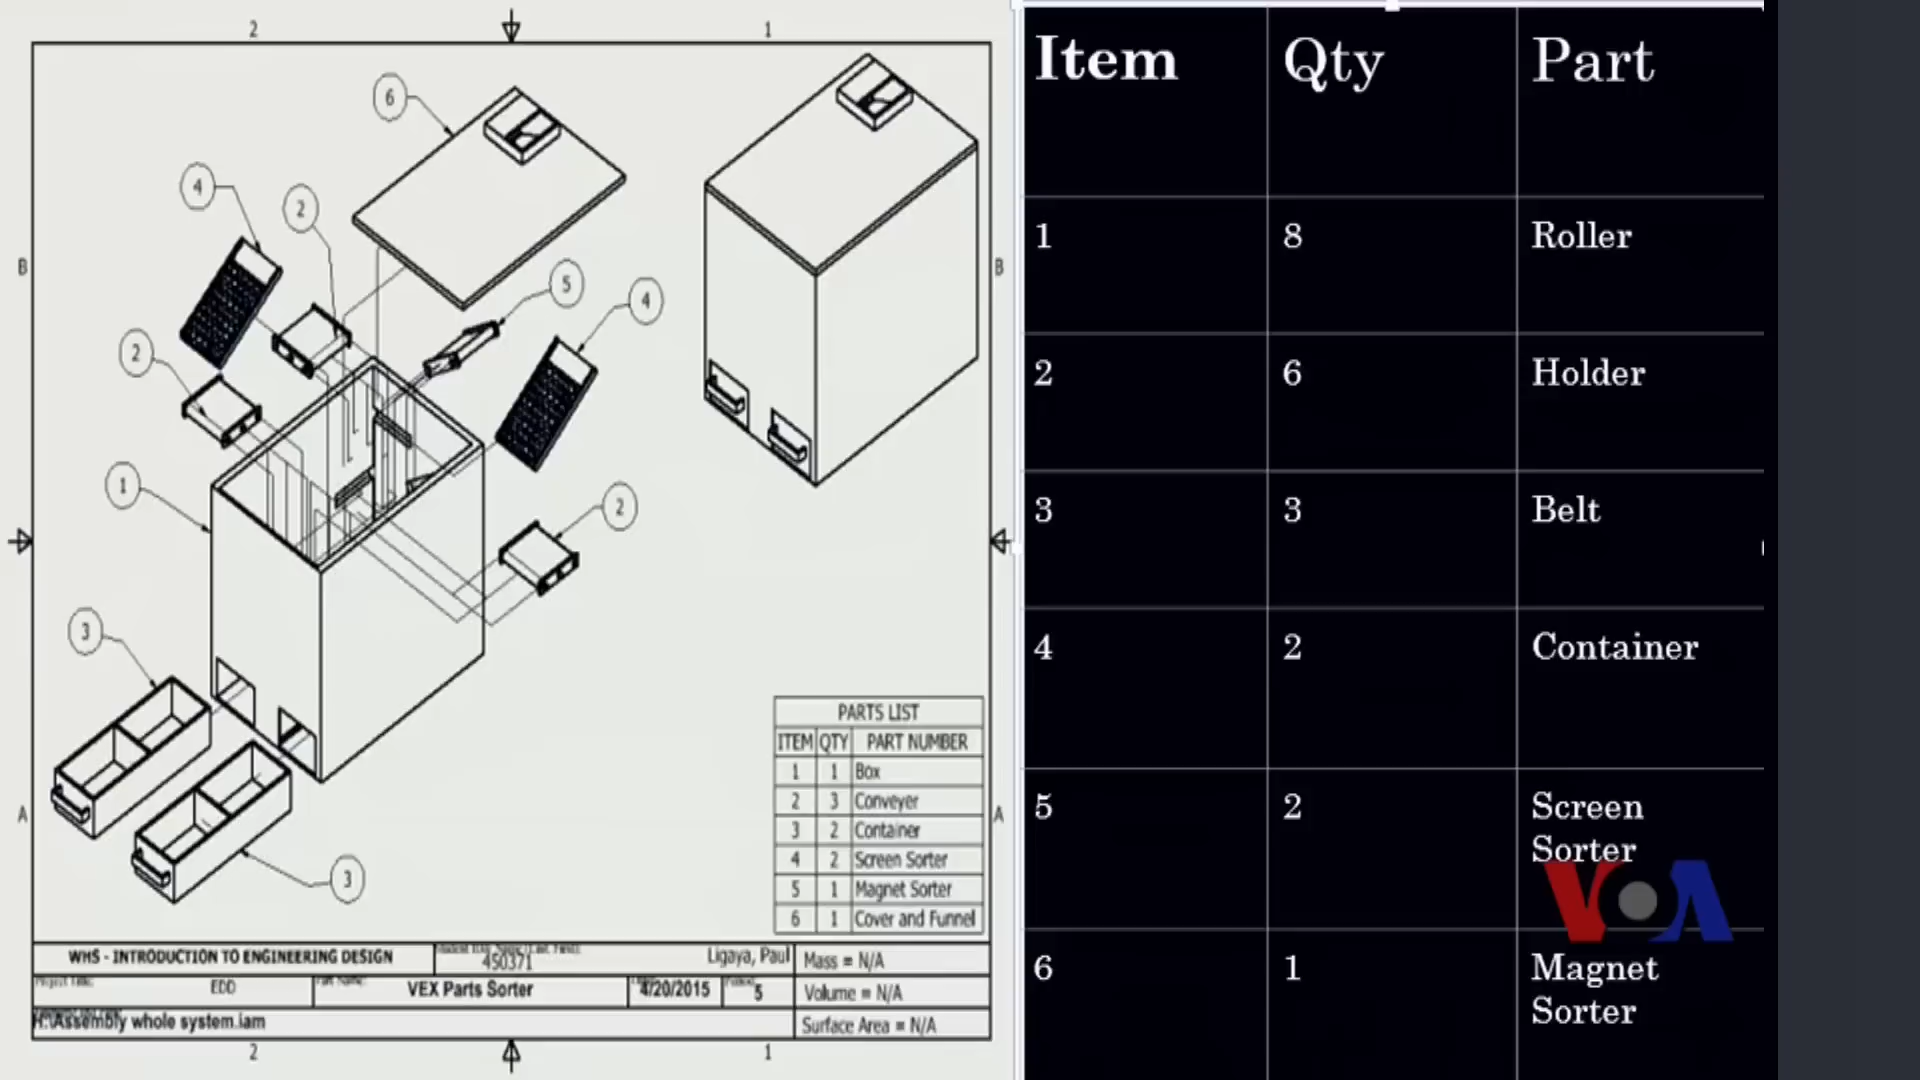 2 1
6
4
2
5
4
2
1
2
3
3
B B
A A
PARTS LIST
ITEM QTY PART NUMBER
1 1 Box
2 3 Conveyer
3 2 Container
4 2 Screen Sorter
5 1 Magnet Sorter
6 1 Cover and Funnel
WHS - INTRODUCTION TO ENGINEERING DESIGN
450371
Ligaya, Paul
Mass = N/A
Project Title:
EDD
Part Name:
VEX Parts Sorter
4/20/2015
5
Volume = N/A
H:\Assembly whole system.iam
Surface Area = N/A
2 1
Item Qty Part
1 8 Roller
2 6 Holder
3 3 Belt
4 2 Container
5 2 Screen
Sorter
VOA
6 1 Magnet
Sorter